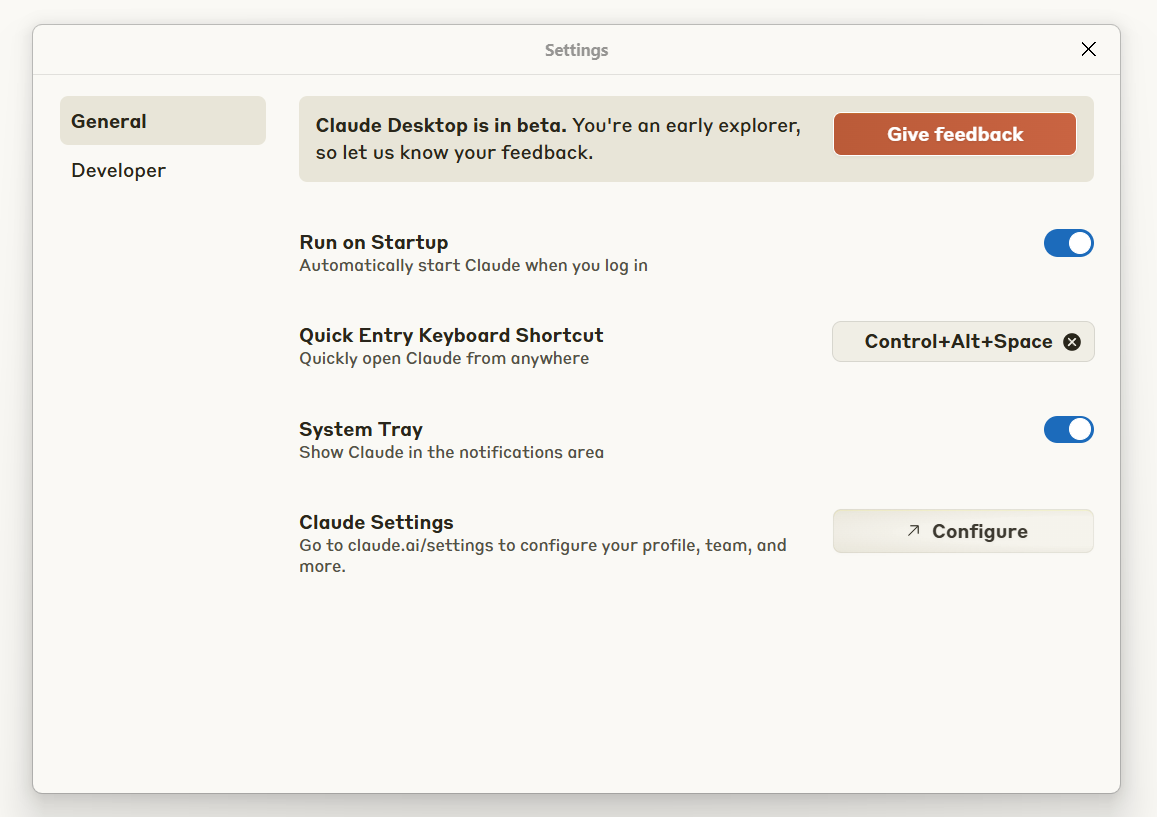 Settings
General
Developer
Claude Desktop is in beta. You're an early explorer,
so let us know your feedback.
Give feedback
Run on Startup
Automatically start Claude when you log in
Quick Entry Keyboard Shortcut
Quickly open Claude from anywhere
Control+Alt+Space
System Tray
Show Claude in the notifications area
Claude Settings
Go to claude.ai/settings to configure your profile, team, and
more.
Configure